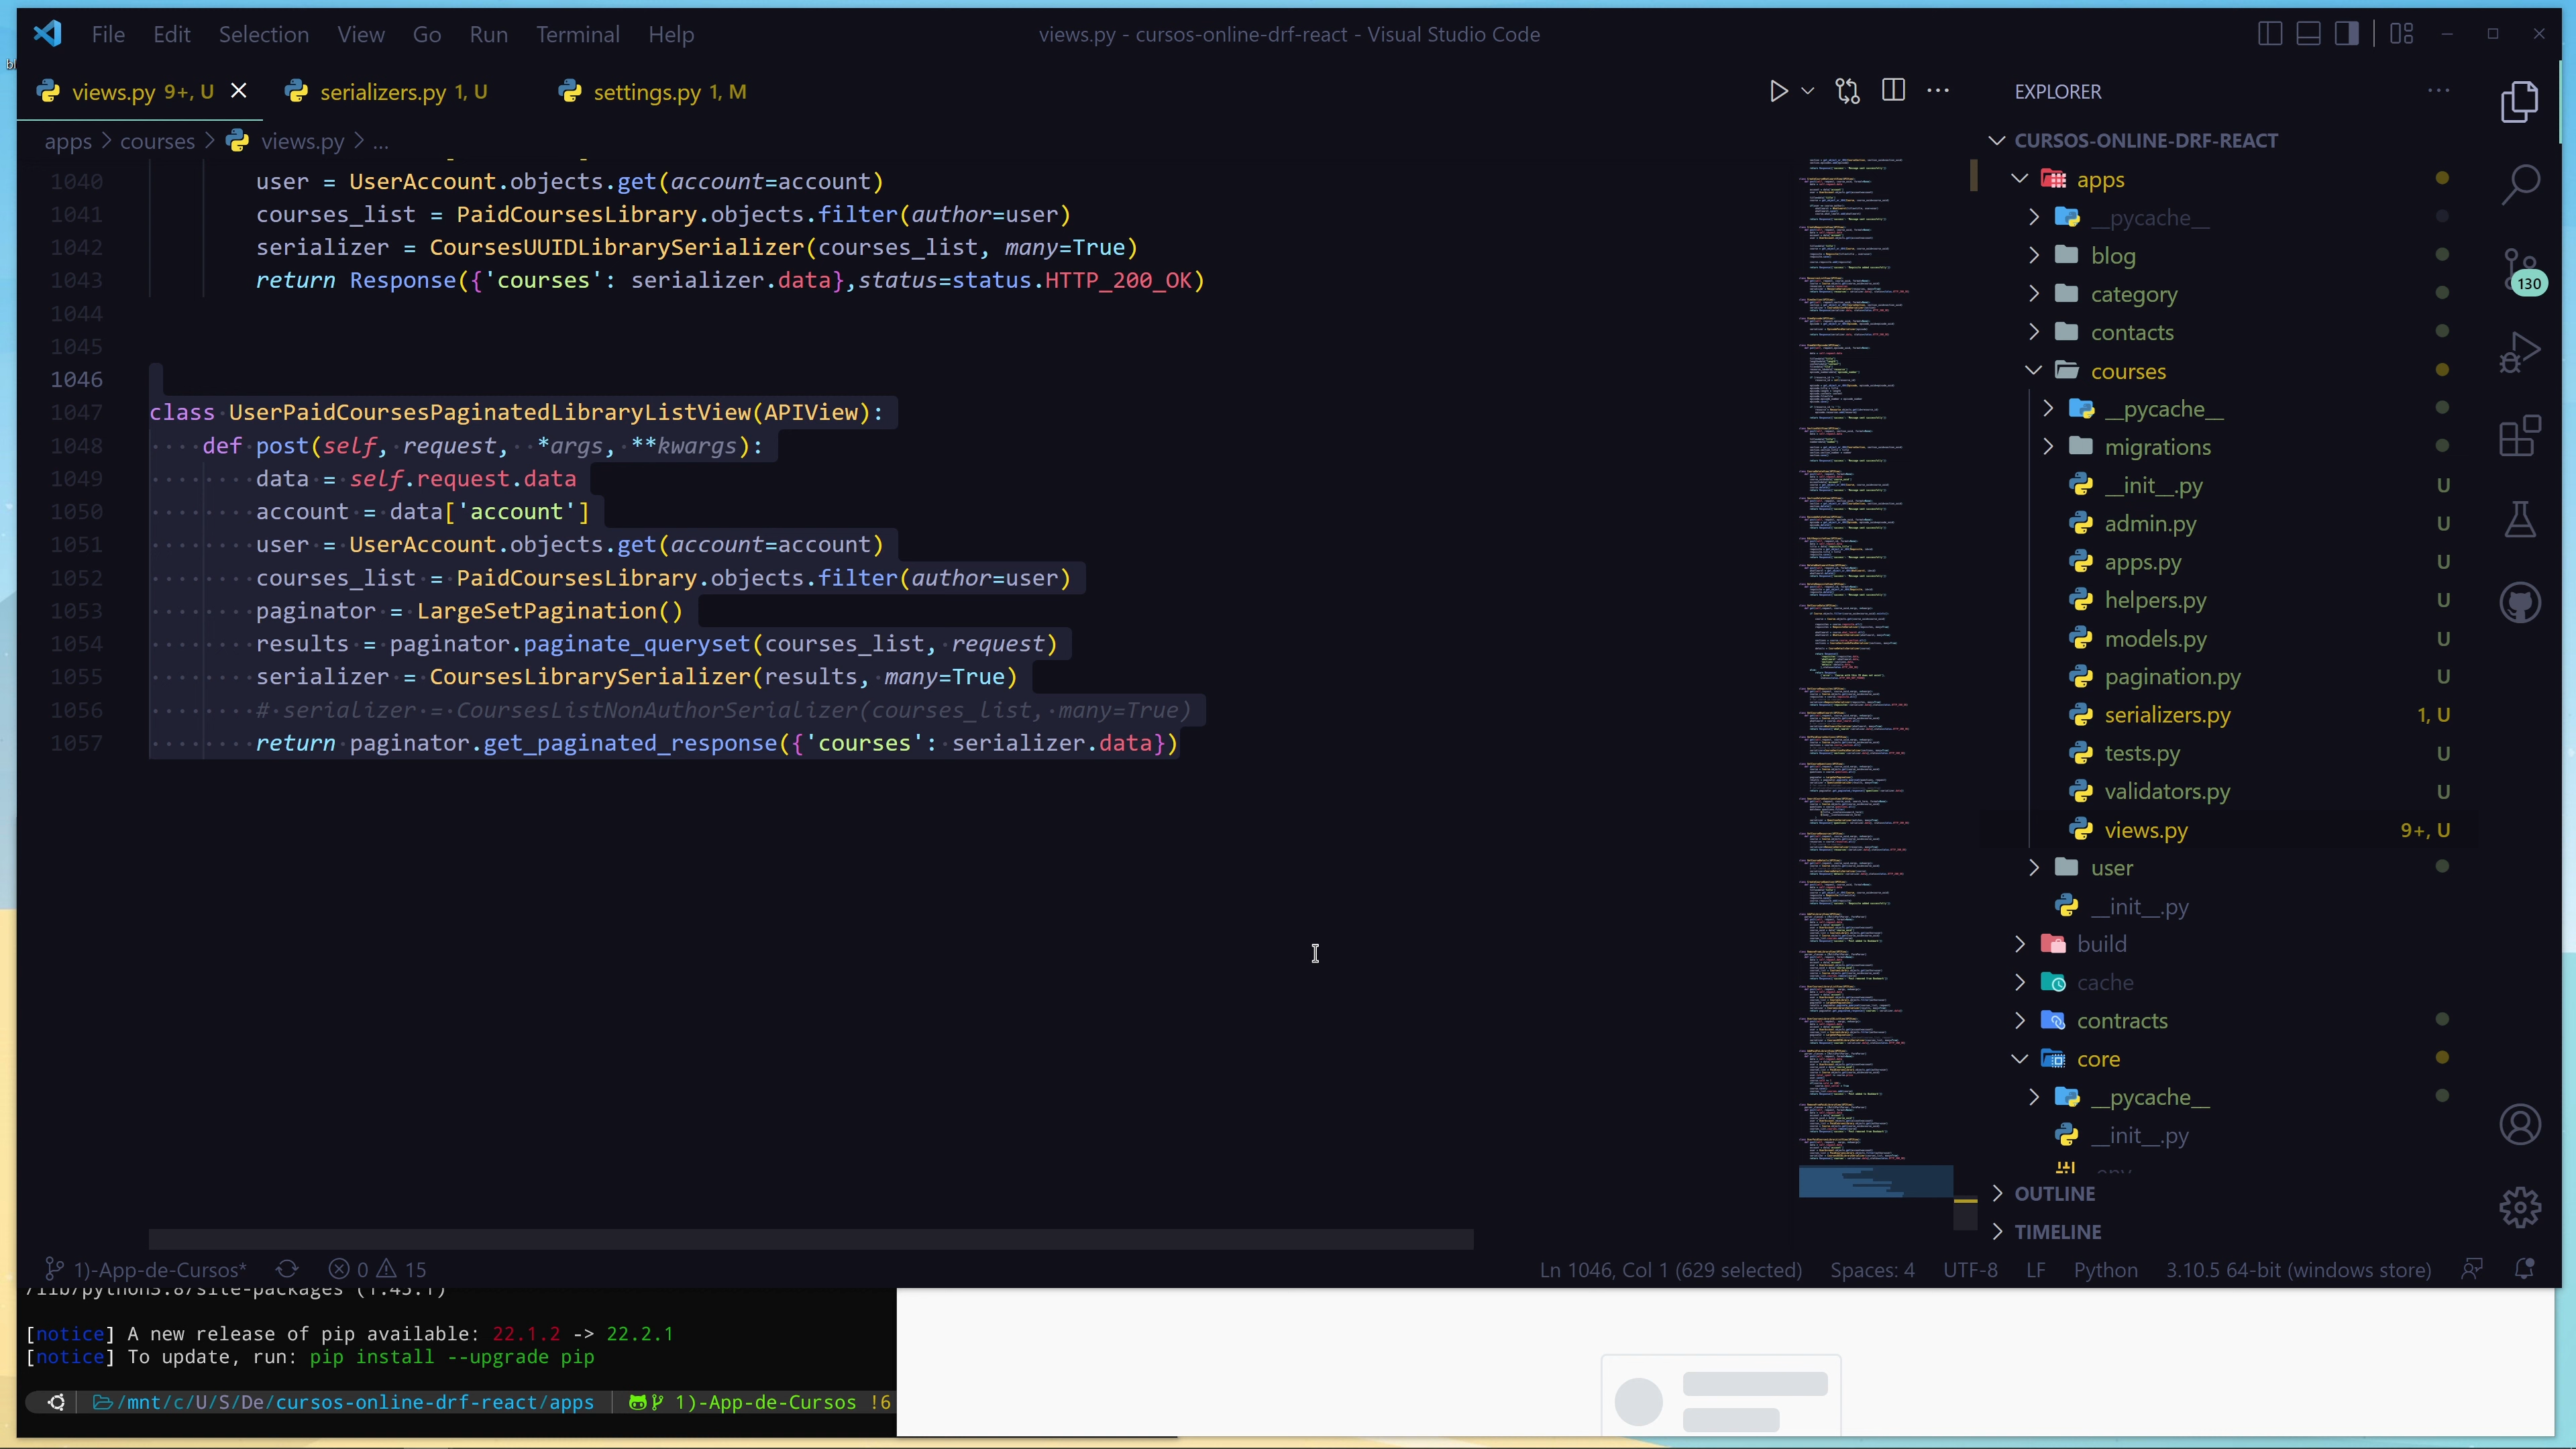 File Edit Selection View Go Run Terminal Help
views.py - cursos-online-drf-react - Visual Studio Code
views.py 9+, U
serializers.py 1, U
settings.py 1, M
apps > courses > views.py > ...
1040 user = UserAccount.objects.get(account=account)
1041 courses_list = PaidCoursesLibrary.objects.filter(author=user)
1042 serializer = CoursesUUIDLibrarySerializer(courses_list, many=True)
1043 return Response({'courses': serializer.data},status=status.HTTP_200_OK)
1044
1045
1046
1047 class UserPaidCoursesPaginatedLibraryListView(APIView):
1048 def post(self, request, *args, **kwargs):
1049 data = self.request.data
1050 account = data['account']
1051 user = UserAccount.objects.get(account=account)
1052 courses_list = PaidCoursesLibrary.objects.filter(author=user)
1053 paginator = LargeSetPagination()
1054 results = paginator.paginate_queryset(courses_list, request)
1055 serializer = CoursesLibrarySerializer(results, many=True)
1056 # serializer = CoursesListNonAuthorSerializer(courses_list, many=True)
1057 return paginator.get_paginated_response({'courses': serializer.data})
EXPLORER
CURSOS-ONLINE-DRF-REACT
apps
__pycache__
blog
category
contacts
courses
__pycache__
migrations
__init__.py U
admin.py U
apps.py U
helpers.py U
models.py U
pagination.py U
serializers.py 1, U
tests.py U
validators.py U
views.py 9+, U
user
__init__.py
build
cache
contracts
core
__pycache__
__init__.py
OUTLINE
TIMELINE
130
1)-App-de-Cursos* 0 15
Ln 1046, Col 1 (629 selected) Spaces: 4 UTF-8 LF Python 3.10.5 64-bit (windows store)
/lib/python3.8/site-packages (1.45.1)
[notice] A new release of pip available: 22.1.2 -> 22.2.1
[notice] To update, run: pip install --upgrade pip
/mnt/c/U/S/De/cursos-online-drf-react/apps 1)-App-de-Cursos !6